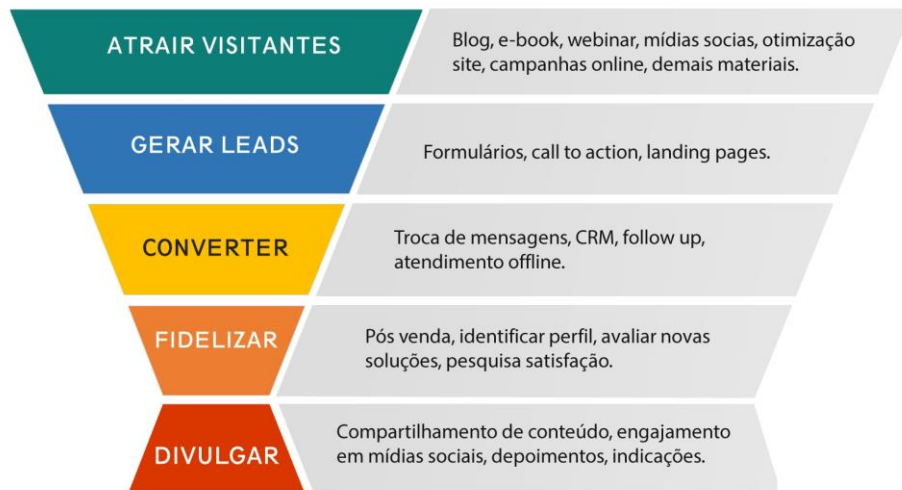 ATRAIR VISITANTES
Blog, e-book, webinar, mídias socias, otimização
site, campanhas online, demais materiais.
GERAR LEADS
Formulários, call to action, landing pages.
CONVERTER
Troca de mensagens, CRM, follow up,
atendimento offline.
FIDELIZAR
Pós venda, identificar perfil, avaliar novas
soluções, pesquisa satisfação.
DIVULGAR
Compartilhamento de conteúdo, engajamento
em mídias sociais, depoimentos, indicações.